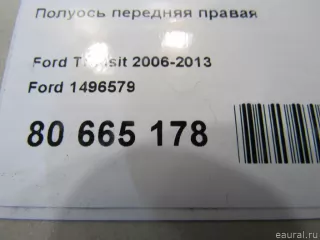 Полуось передняя правая
Ford Transit 2006-2013
Ford 1496579
80 665 178
eaural.ru